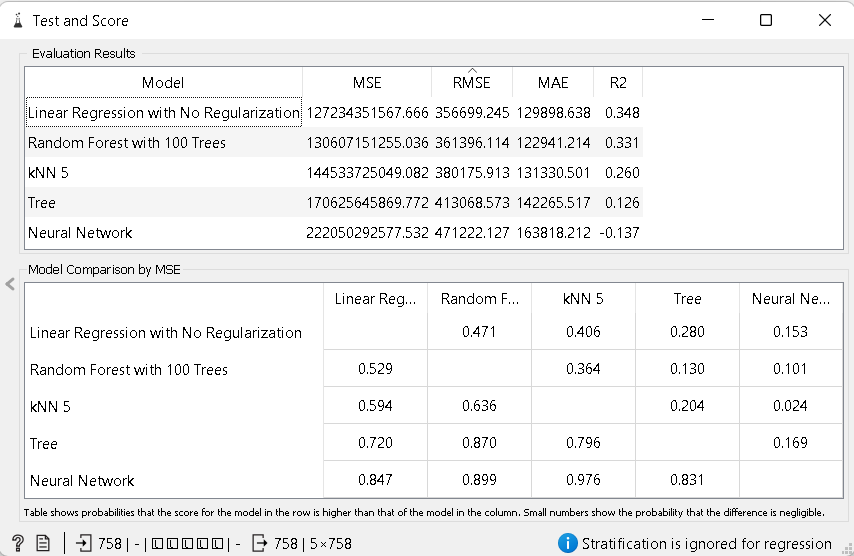 Test and Score
Evaluation Results
Model MSE RMSE MAE R2
Linear Regression with No Regularization 127234351567.666 356699.245 129898.638 0.348
Random Forest with 100 Trees 130607151255.036 361396.114 122941.214 0.331
kNN 5 144533725049.082 380175.913 131330.501 0.260
Tree 170625645869.772 413068.573 142265.517 0.126
Neural Network 222050292577.532 471222.127 163818.212 -0.137
Model Comparison by MSE
Linear Reg... Random F... kNN 5 Tree Neural Ne...
Linear Regression with No Regularization 0.471 0.406 0.280 0.153
Random Forest with 100 Trees 0.529 0.364 0.130 0.101
kNN 5 0.594 0.636 0.204 0.024
Tree 0.720 0.870 0.796 0.169
Neural Network 0.847 0.899 0.976 0.831
Table shows probabilities that the score for the model in the row is higher than that of the model in the column. Small numbers show the probability that the difference is negligible.
? 758 | - | □□□□□ | - 758 | 5×758 Stratification is ignored for regression